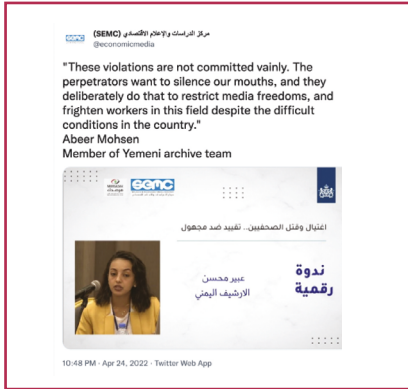 مركز الدراسات والإعلام الاقتصادي (SEMC)
@economicmedia
"These violations are not committed vainly. The
perpetrators want to silence our mouths, and they
deliberately do that to restrict media freedoms, and
frighten workers in this field despite the difficult
conditions in the country."
Abeer Mohsen
Member of Yemeni archive team
SEMC
اغتيال وقتل الصحفيين.. تقييد ضد مجهول
ندوة
رقمية
عبير محسن
الارشيف اليمني
10:48 PM · Apr 24, 2022 · Twitter Web App